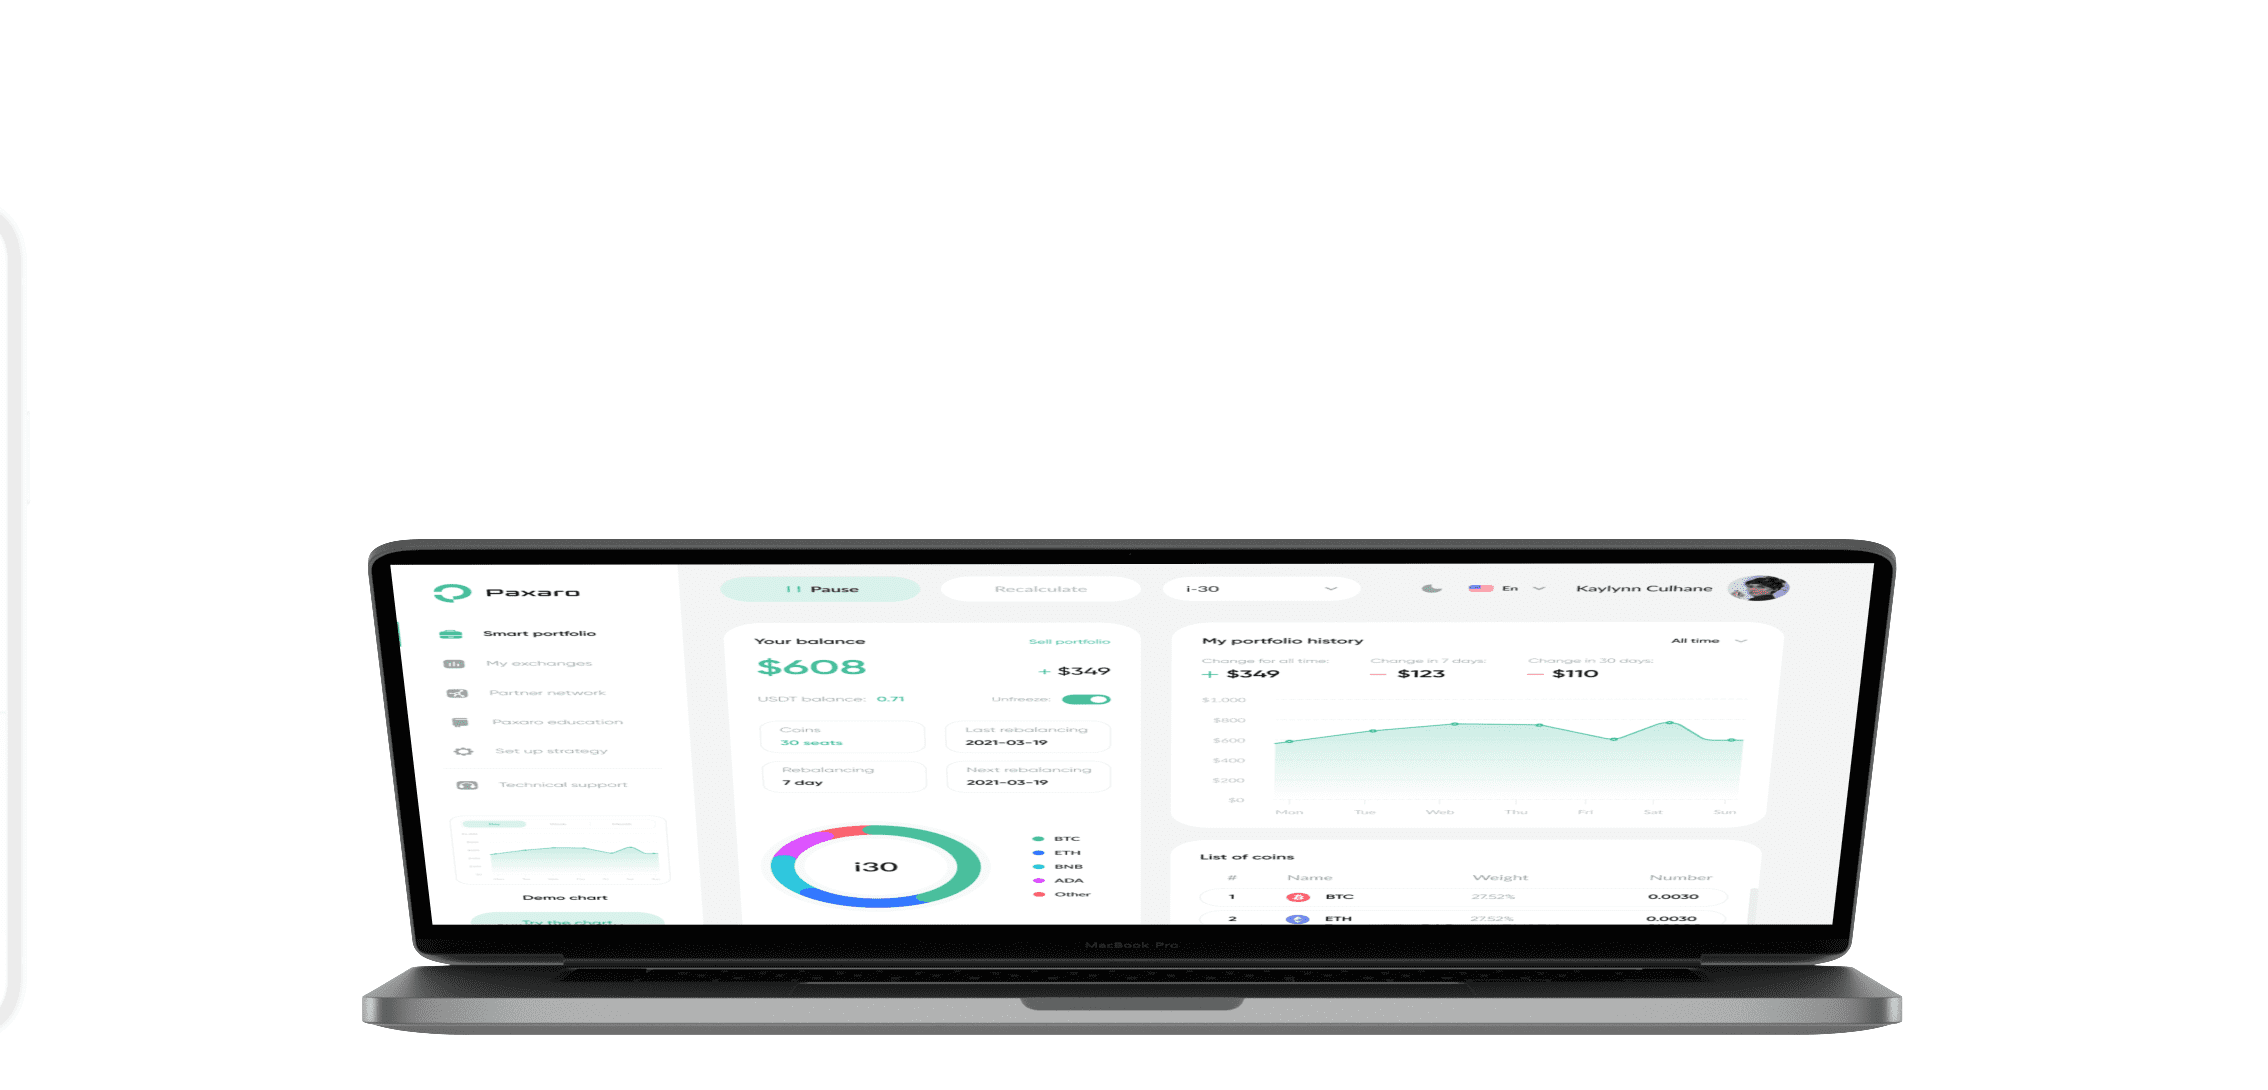 Paxaro
Smart portfolio
My exchanges
Partner network
Paxaro education
Set up strategy
Technical support
Demo chart
Try the chart
Pause
Recalculate
i-30
En
Kaylynn Culhane
Your balance
Sell portfolio
$608
+ $349
USDT balance: 0.71
Unfreeze:
Coins
30 seats
Last rebalancing
2021-03-19
Rebalancing
7 day
Next rebalancing
2021-03-19
i30
BTC
ETH
BNB
ADA
Other
My portfolio history
All time
Change for all time:
+ $349
Change in 7 days:
— $123
Change in 30 days:
— $110
$1.000
$800
$600
$400
$200
$0
Mon Tue Web Thu Fri Sat Sun
List of coins
# Name Weight Number
1 BTC 27.52% 0.0030
2 ETH 27.52% 0.0030
MacBook Pro